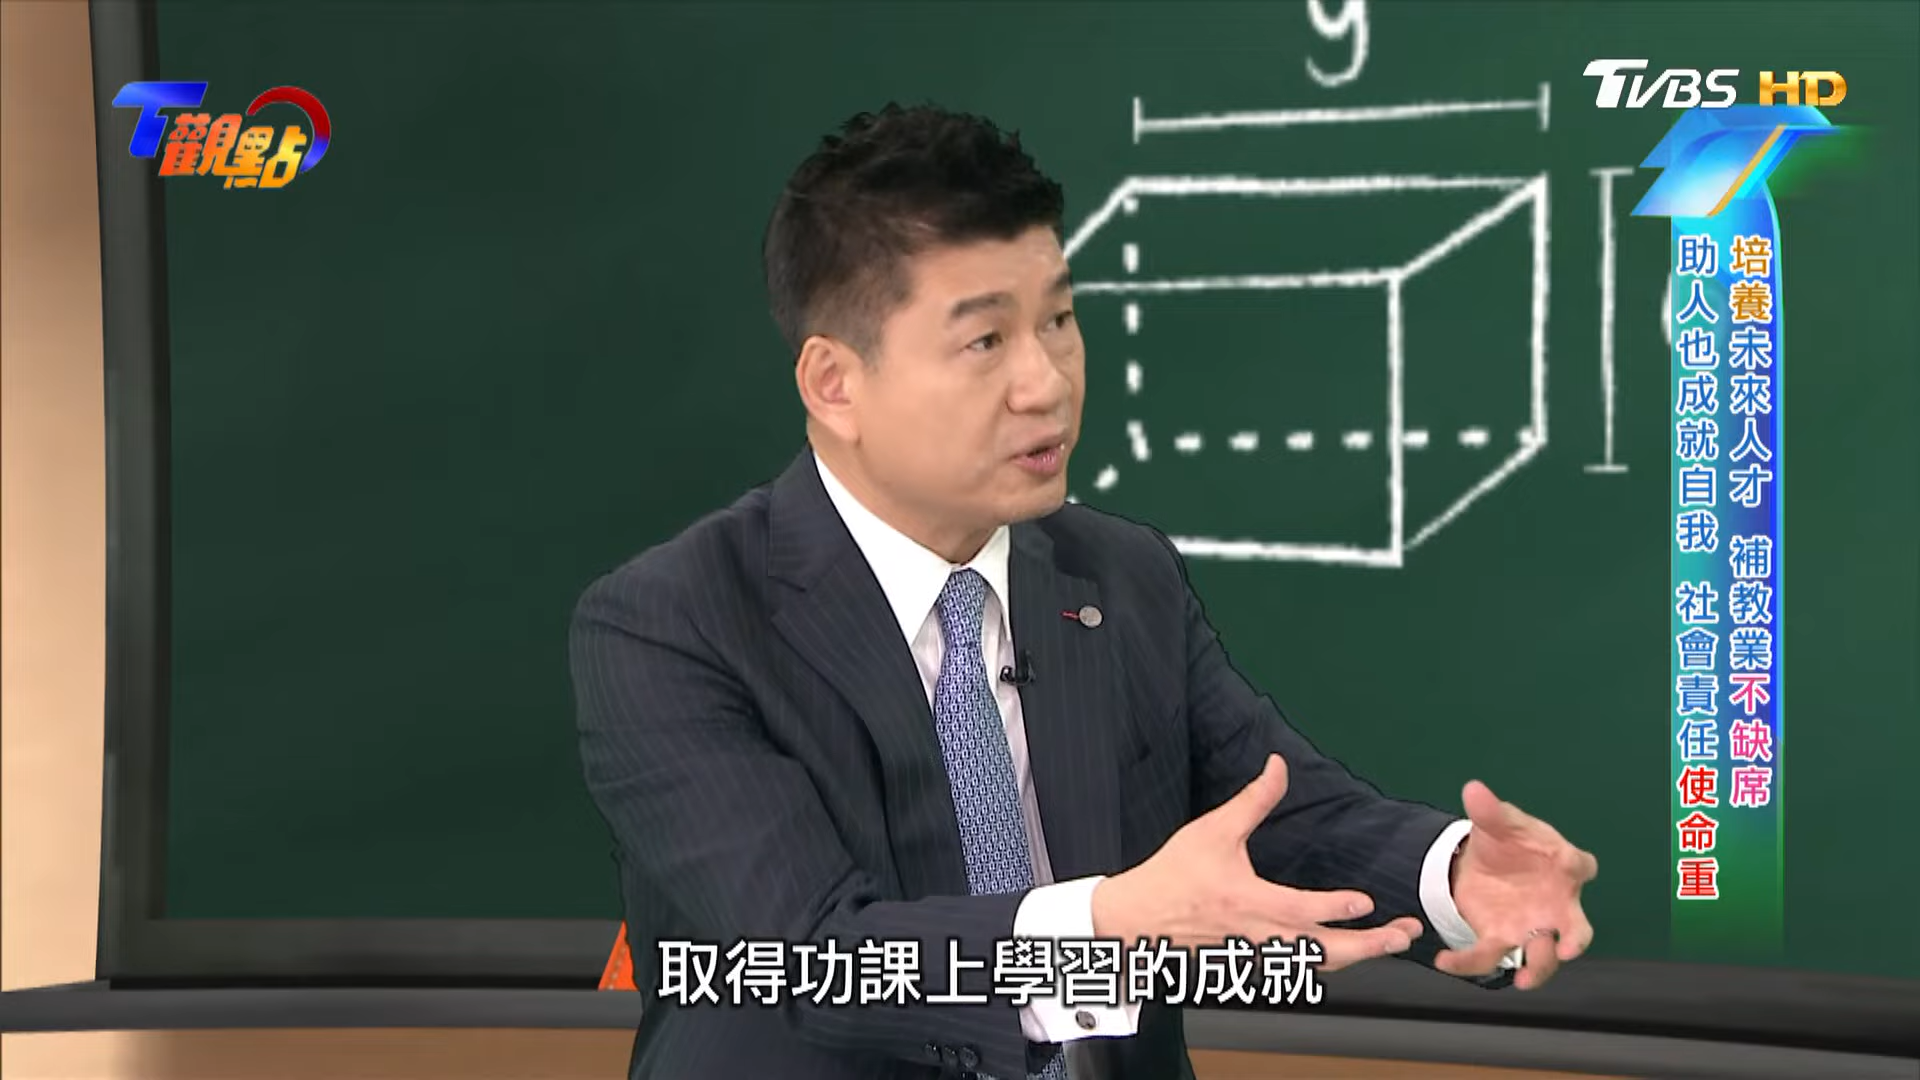 T觀點
TVBS HD
y
培養未來人才 補教業不缺席
助人也成就自我 社會責任使命重
取得功課上學習的成就